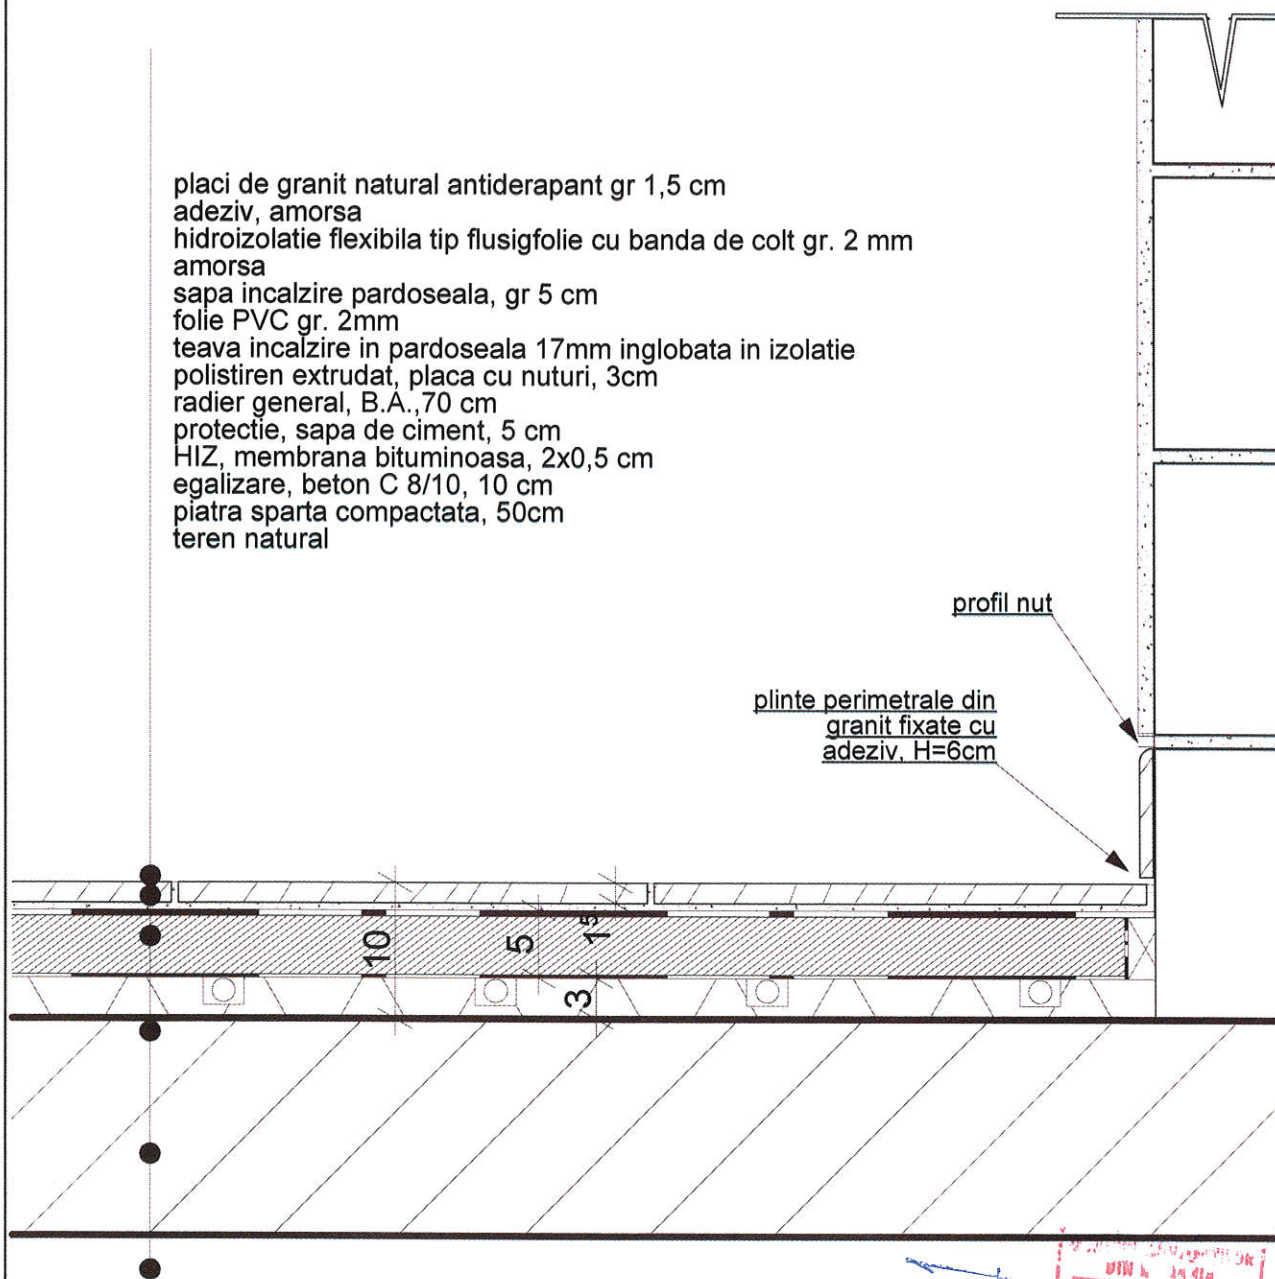 placi de granit natural antiderapant gr 1,5 cm
adeziv, amorsa
hidroizolatie flexibila tip flusigfolie cu banda de colt gr. 2 mm
amorsa
sapa incalzire pardoseala, gr 5 cm
folie PVC gr. 2mm
teava incalzire in pardoseala 17mm inglobata in izolatie
polistiren extrudat, placa cu nuturi, 3cm
radier general, B.A.,70 cm
protectie, sapa de ciment, 5 cm
HIZ, membrana bituminoasa, 2x0,5 cm
egalizare, beton C 8/10, 10 cm
piatra sparta compactata, 50cm
teren natural
profil nut
plinte perimetrale din
granit fixate cu
adeziv, H=6cm
10
5
1⁵
3